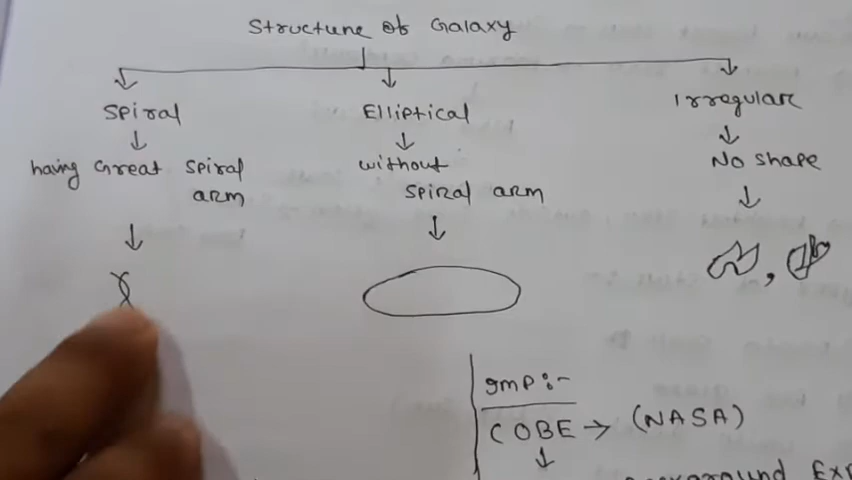 Structure of Galaxy
Spiral
Elliptical
Irregular
having Great Spiral
arm
without
spiral arm
No shape
Imp:-
COBE → (NASA)